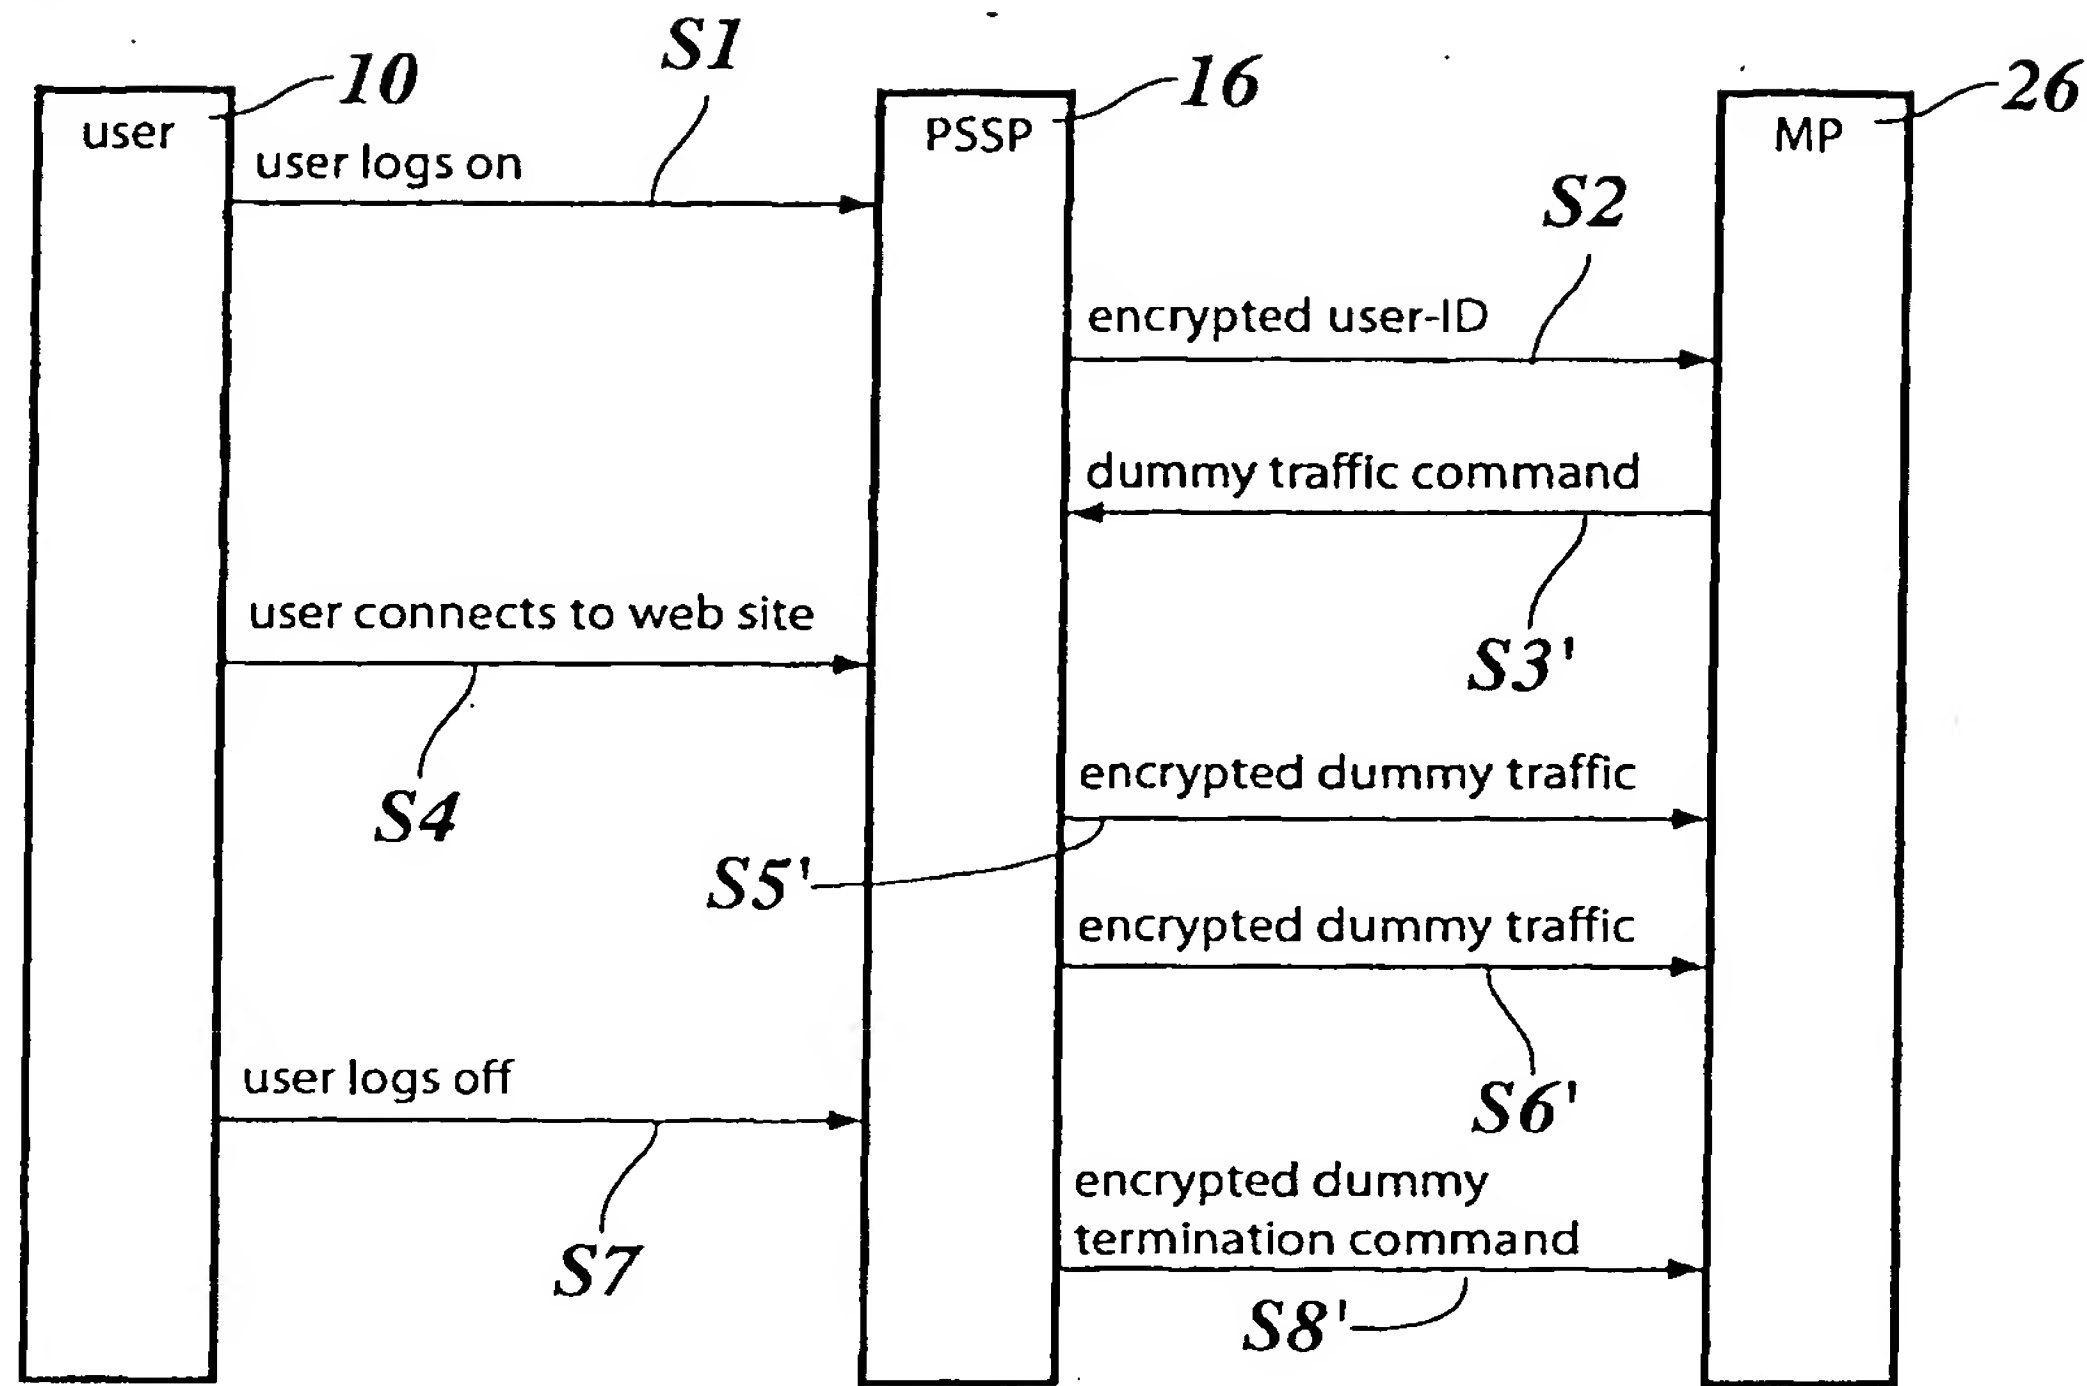 S1
10
16
26
user
PSSP
MP
user logs on
S2
encrypted user-ID
dummy traffic command
user connects to web site
S3'
encrypted dummy traffic
S4
S5'
encrypted dummy traffic
user logs off
S6'
encrypted dummy
termination command
S7
S8'